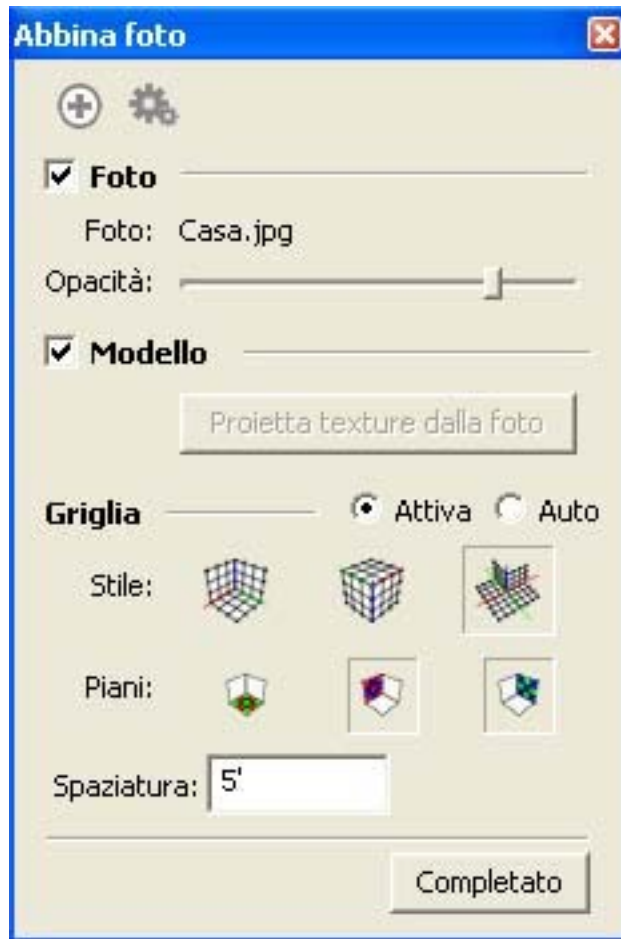 Abbina foto
Foto
Foto: Casa.jpg
Opacità:
Modello
Proietta texture dalla foto
Griglia Attiva Auto
Stile:
Piani:
Spaziatura: 5'
Completato